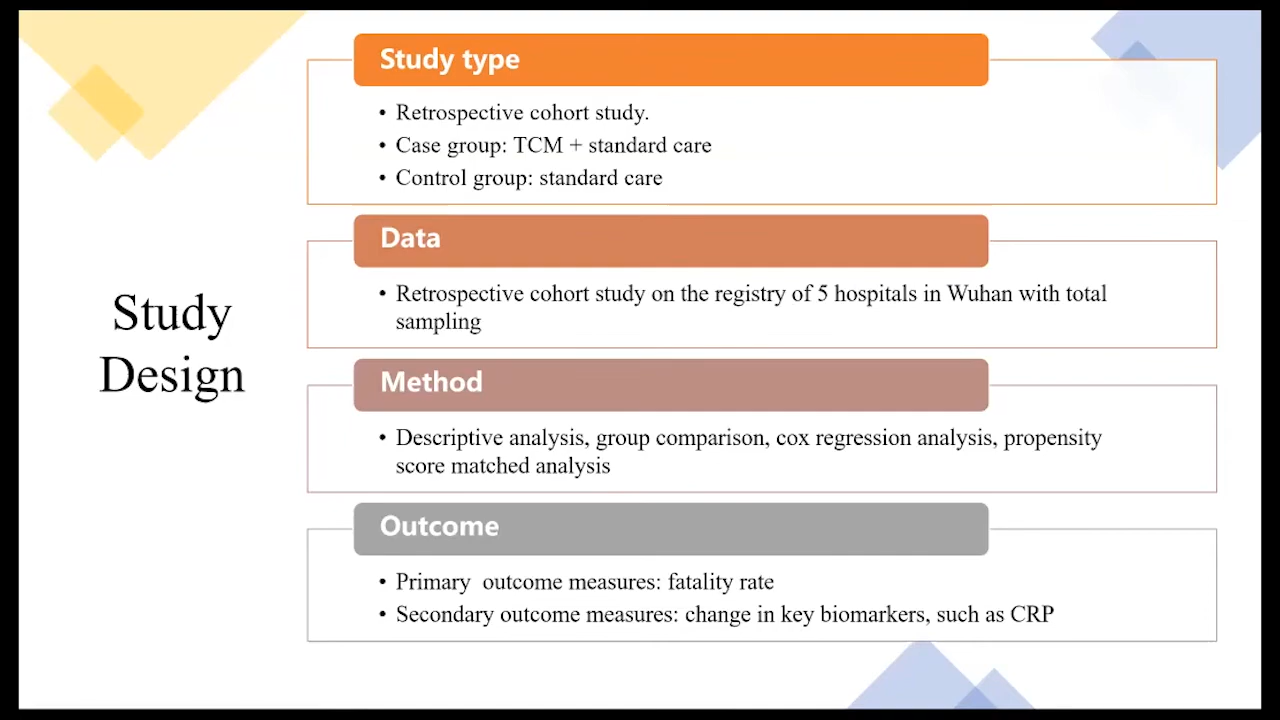 Study
Design
Study type
• Retrospective cohort study.
• Case group: TCM + standard care
• Control group: standard care
Data
• Retrospective cohort study on the registry of 5 hospitals in Wuhan with total
sampling
Method
• Descriptive analysis, group comparison, cox regression analysis, propensity
score matched analysis
Outcome
• Primary  outcome measures: fatality rate
• Secondary outcome measures: change in key biomarkers, such as CRP